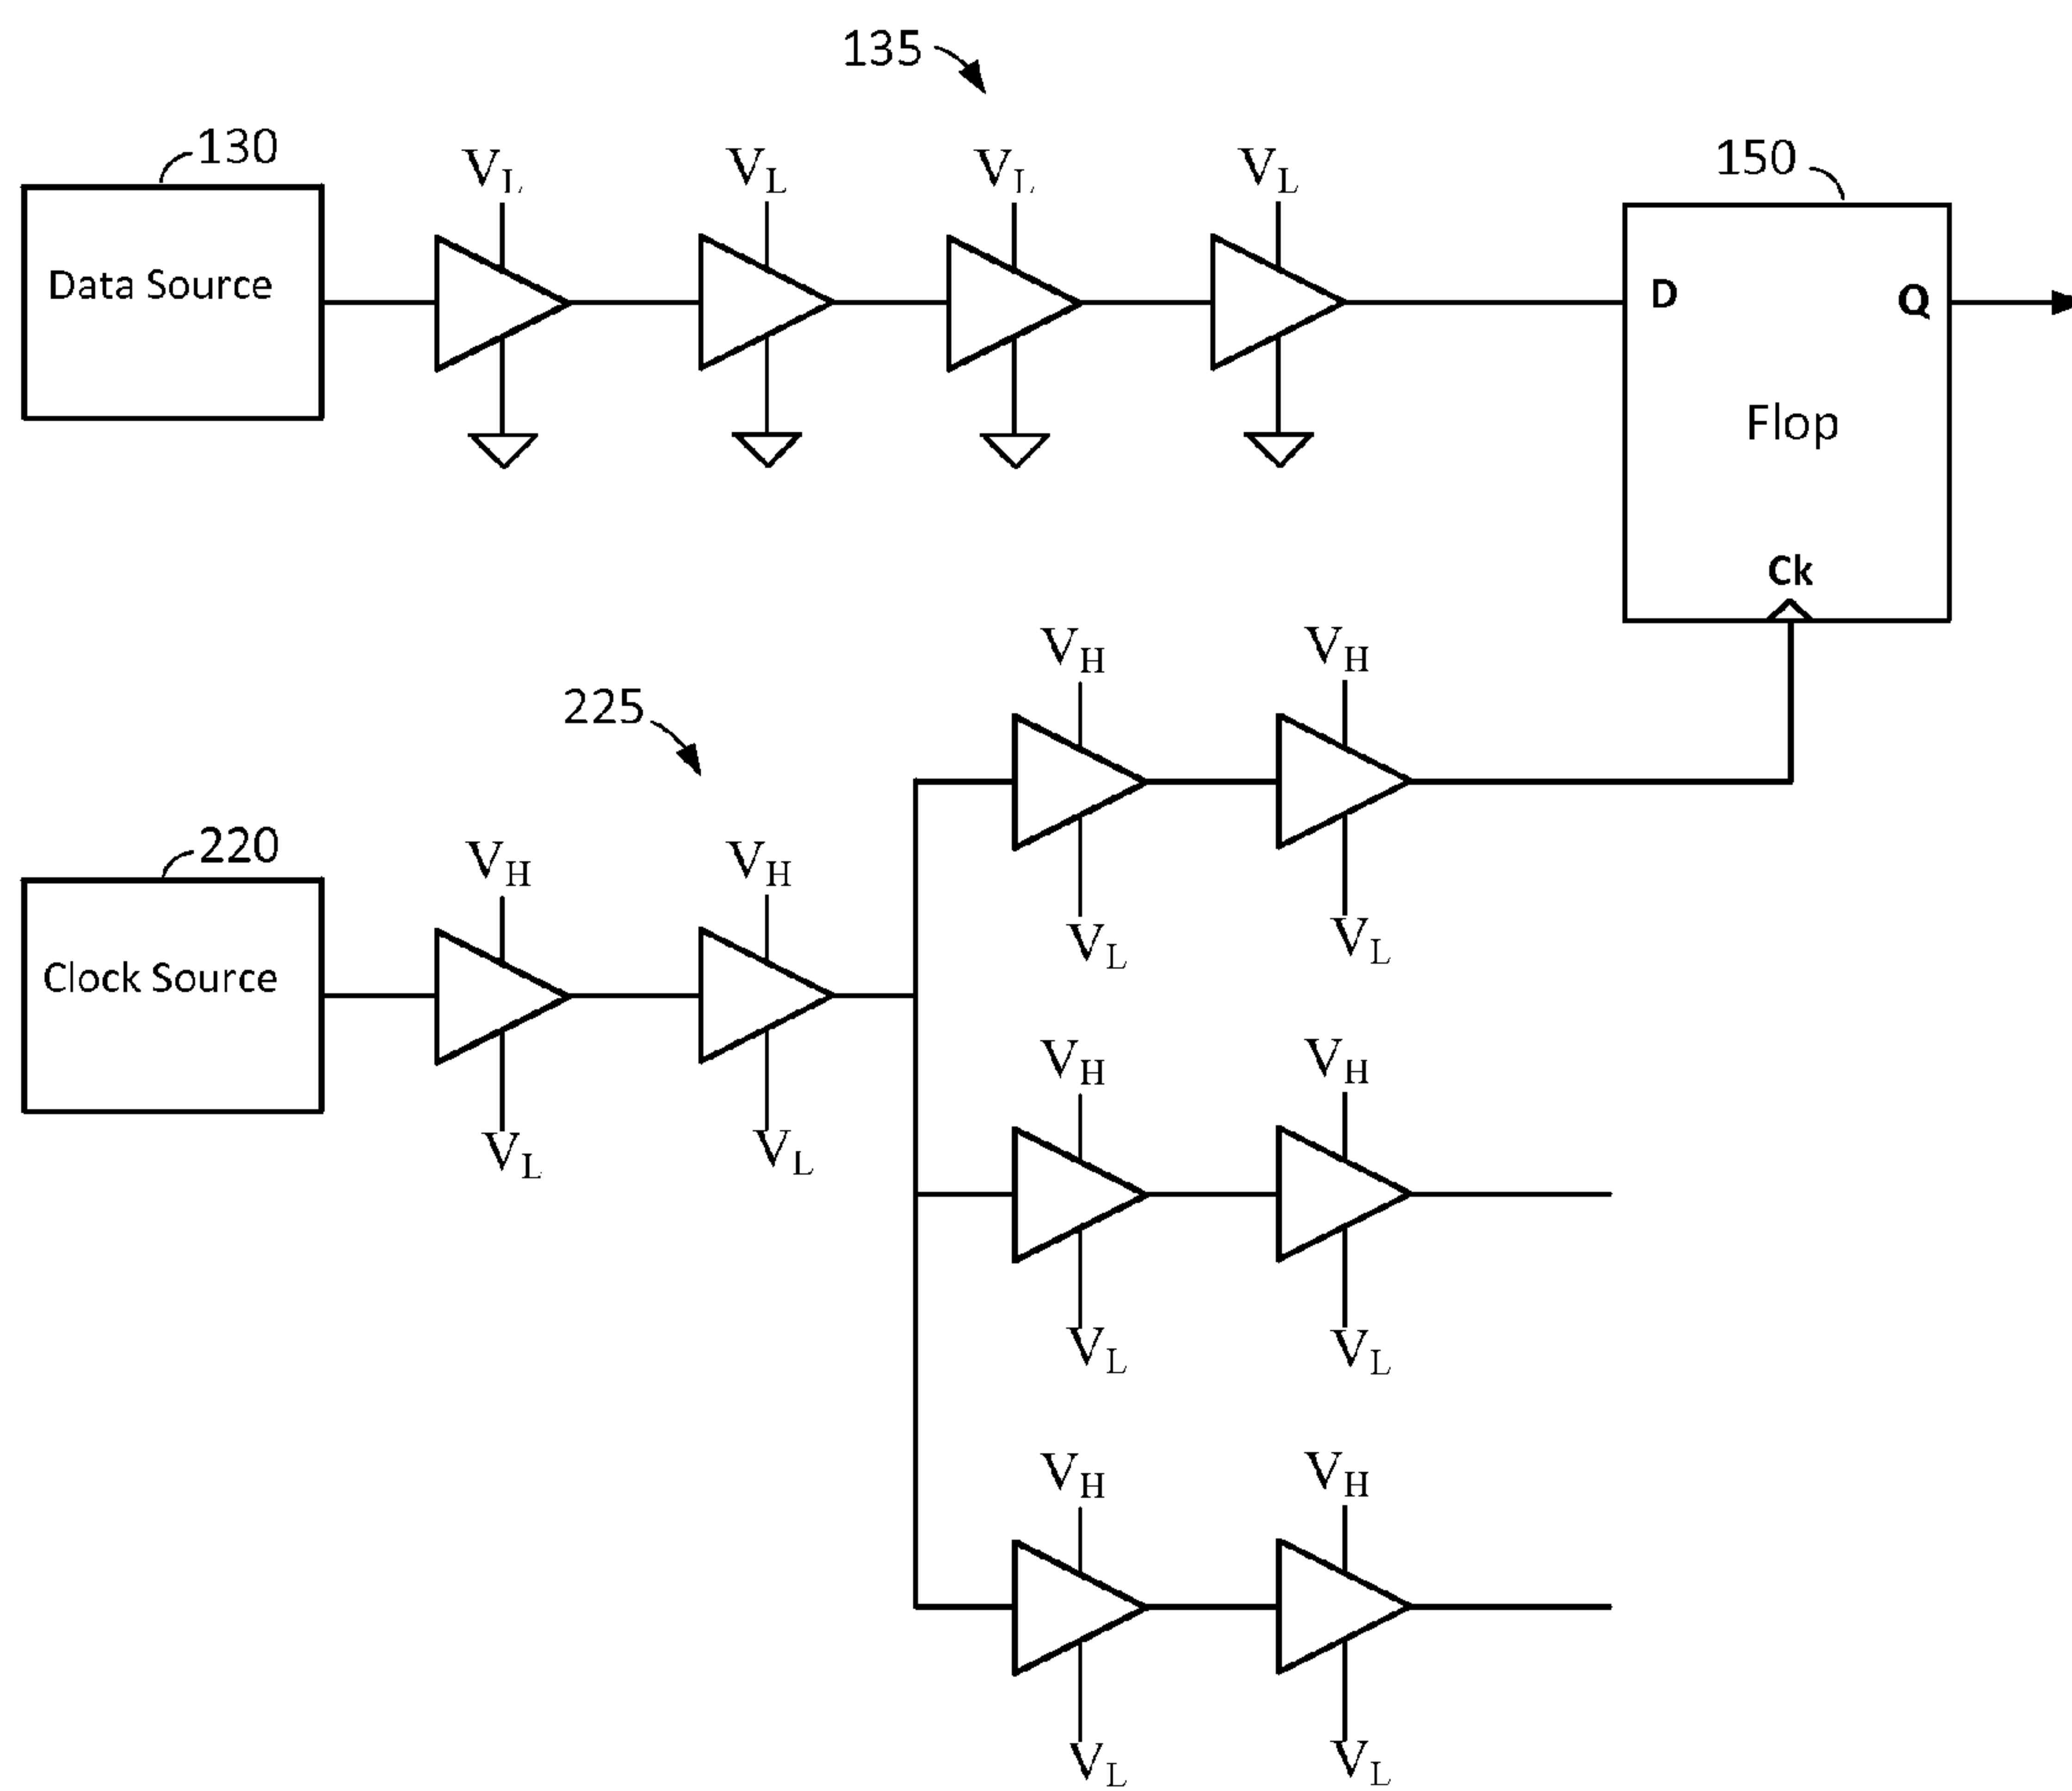 135
130
V_L V_L V_L V_L
150
Data Source
D Q
Flop
Ck
V_H V_H
225
220
V_H V_H
V_L V_L
Clock Source
V_H V_H
V_L V_L
V_L V_L
V_H V_H
V_L V_L